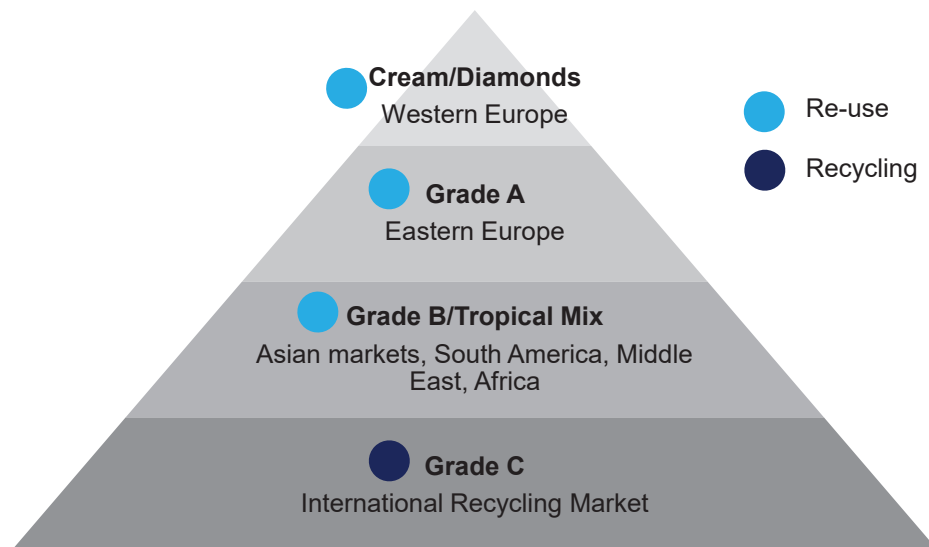 Cream/Diamonds
Western Europe
Re-use
Recycling
Grade A
Eastern Europe
Grade B/Tropical Mix
Asian markets, South America, Middle
East, Africa
Grade C
International Recycling Market